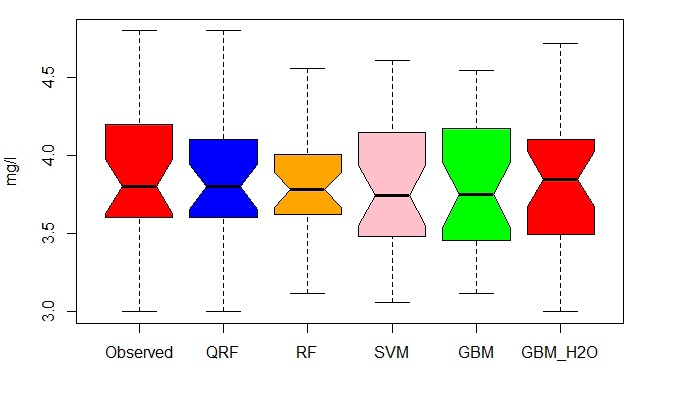 mg/l
4.5
4.0
3.5
3.0
Observed QRF RF SVM GBM GBM_H2O